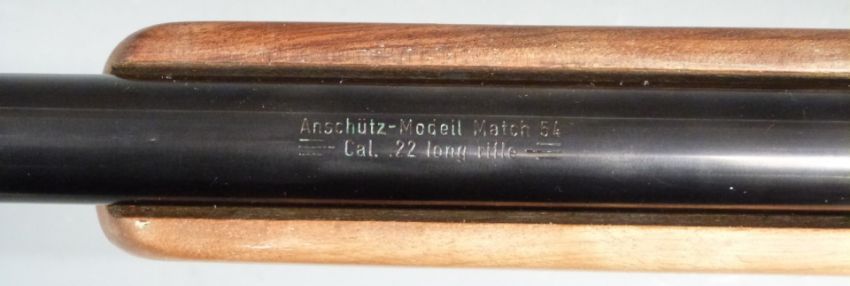 Anschütz-Modell Match 54
Cal. .22 long rifle